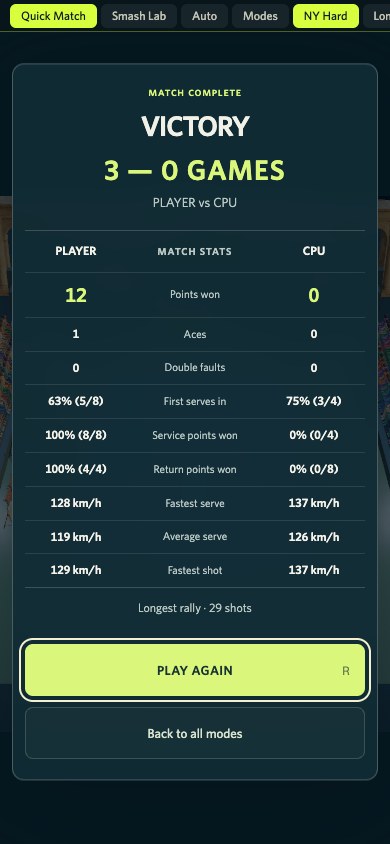 Quick Match Smash Lab Auto Modes NY Hard Lon
MATCH COMPLETE
VICTORY
3 — 0 GAMES
PLAYER vs CPU
PLAYER MATCH STATS CPU
12 Points won 0
1 Aces 0
0 Double faults 0
63% (5/8) First serves in 75% (3/4)
100% (8/8) Service points won 0% (0/4)
100% (4/4) Return points won 0% (0/8)
128 km/h Fastest serve 137 km/h
119 km/h Average serve 126 km/h
129 km/h Fastest shot 137 km/h
Longest rally · 29 shots
PLAY AGAIN R
Back to all modes